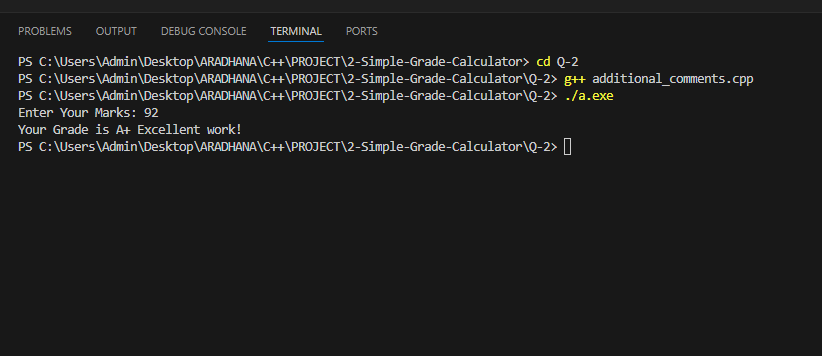 PROBLEMS OUTPUT DEBUG CONSOLE TERMINAL PORTS
PS C:\Users\Admin\Desktop\ARADHANA\C++\PROJECT\2-Simple-Grade-Calculator> cd Q-2
PS C:\Users\Admin\Desktop\ARADHANA\C++\PROJECT\2-Simple-Grade-Calculator\Q-2> g++ additional_comments.cpp
PS C:\Users\Admin\Desktop\ARADHANA\C++\PROJECT\2-Simple-Grade-Calculator\Q-2> ./a.exe
Enter Your Marks: 92
Your Grade is A+ Excellent work!
PS C:\Users\Admin\Desktop\ARADHANA\C++\PROJECT\2-Simple-Grade-Calculator\Q-2>